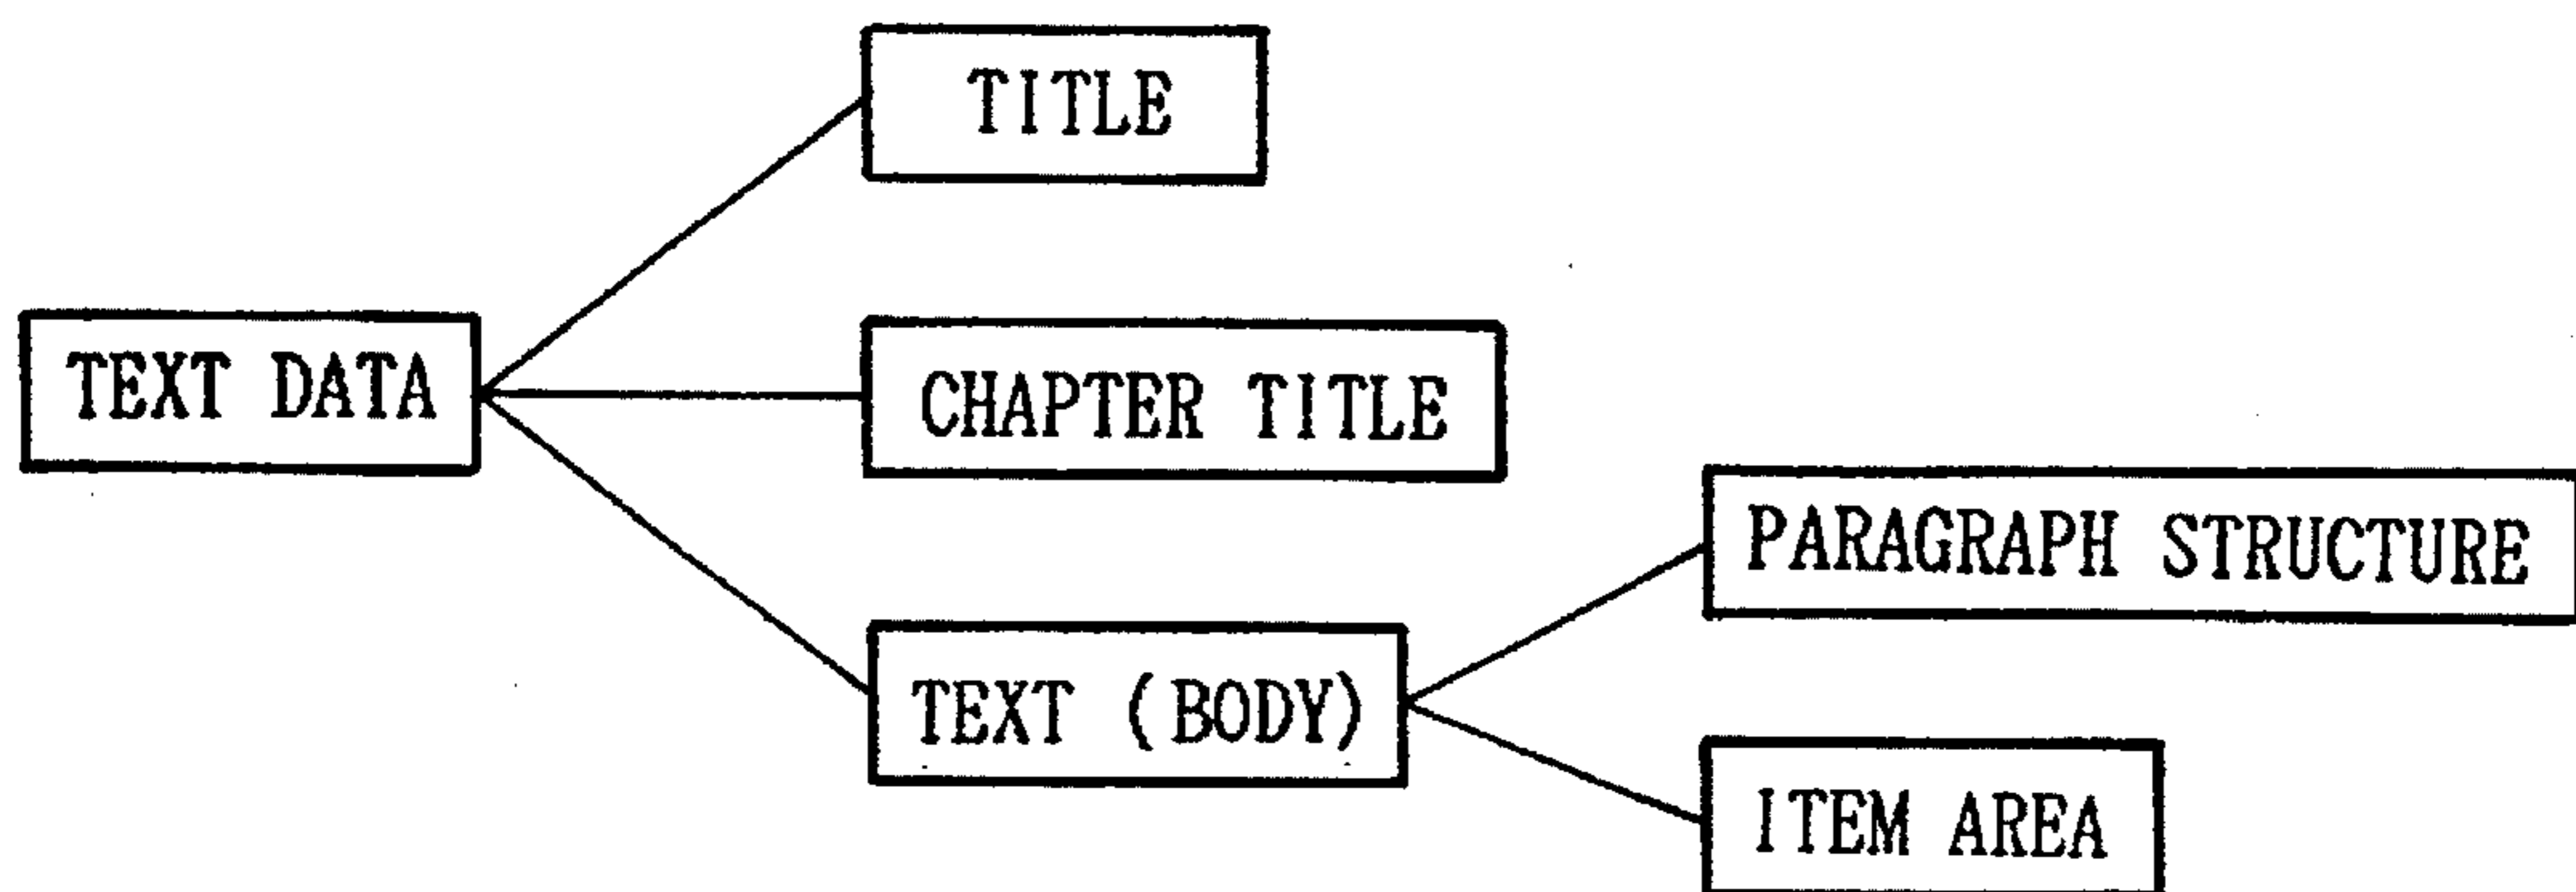 TITLE
TEXT DATA
CHAPTER TITLE
PARAGRAPH STRUCTURE
TEXT (BODY)
ITEM AREA